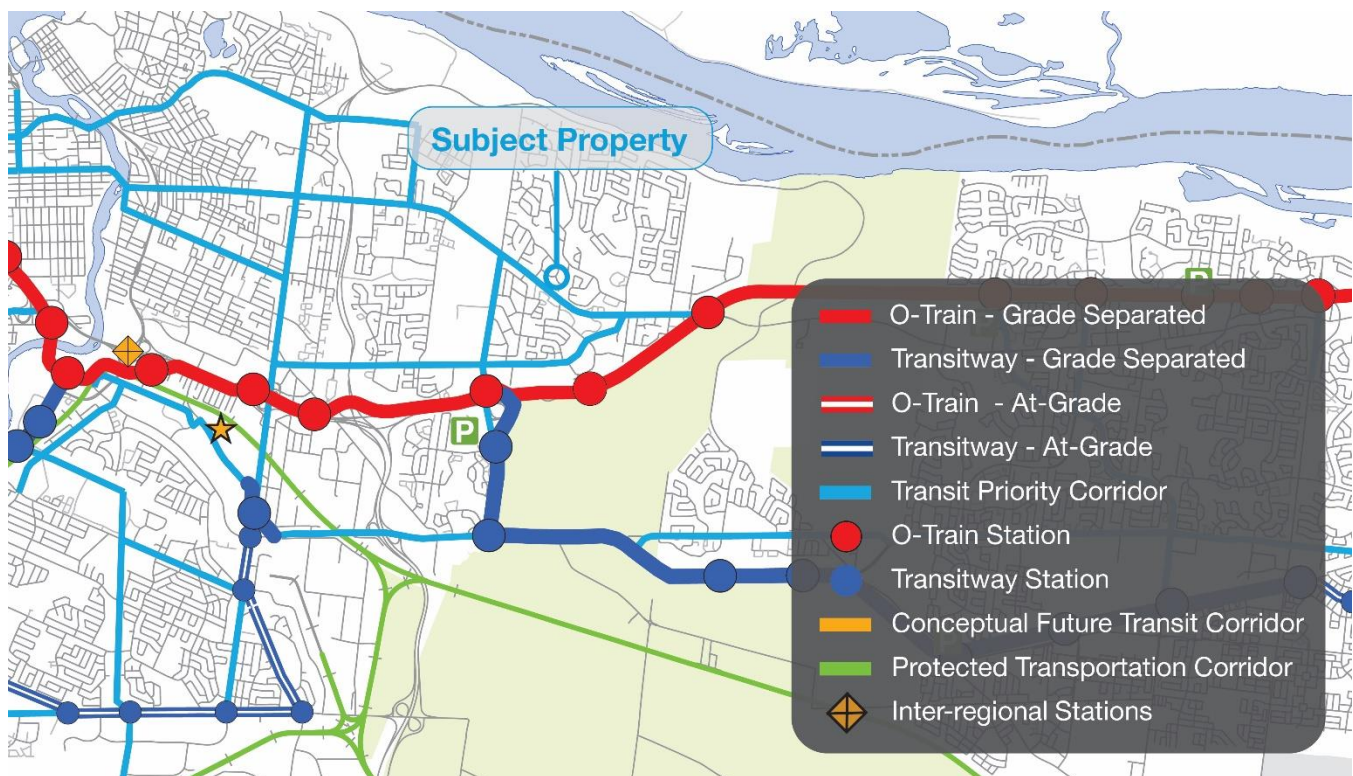 Subject Property
P
P
O-Train - Grade Separated
Transitway - Grade Separated
O-Train - At-Grade
Transitway - At-Grade
Transit Priority Corridor
O-Train Station
Transitway Station
Conceptual Future Transit Corridor
Protected Transportation Corridor
Inter-regional Stations